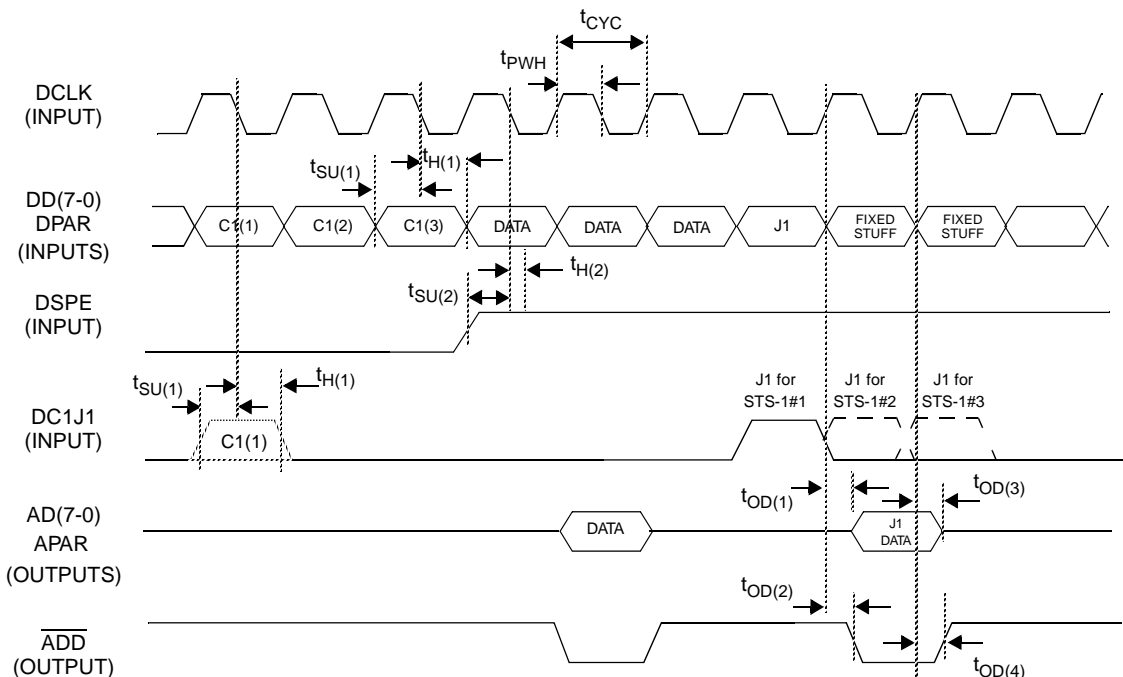 tCYC
tPWH
DCLK
(INPUT)
tSU(1)
tH(1)
DD(7-0)
DPAR
(INPUTS)
C1(1)
C1(2)
C1(3)
DATA
DATA
DATA
J1
FIXED
STUFF
FIXED
STUFF
tH(2)
tSU(2)
DSPE
(INPUT)
tSU(1)
tH(1)
J1 for
STS-1#1
J1 for
STS-1#2
J1 for
STS-1#3
DC1J1
(INPUT)
C1(1)
tOD(1)
tOD(3)
AD(7-0)
APAR
(OUTPUTS)
DATA
J1
DATA
tOD(2)
ADD
(OUTPUT)
tOD(4)